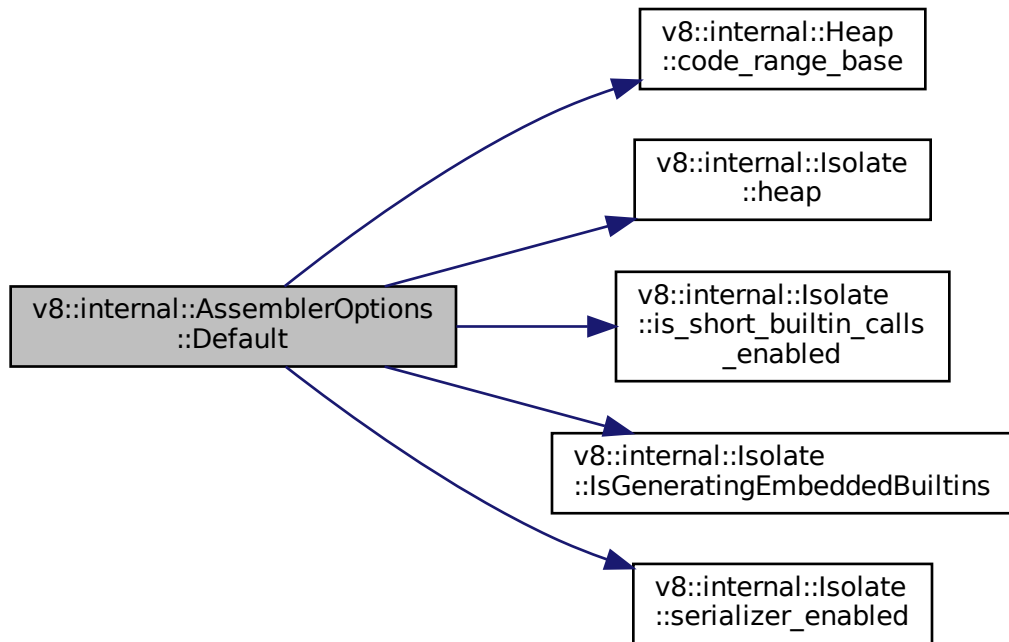 v8::internal::Heap
::code_range_base
v8::internal::Isolate
::heap
v8::internal::AssemblerOptions
::Default
v8::internal::Isolate
::is_short_builtin_calls
_enabled
v8::internal::Isolate
::IsGeneratingEmbeddedBuiltins
v8::internal::Isolate
::serializer_enabled